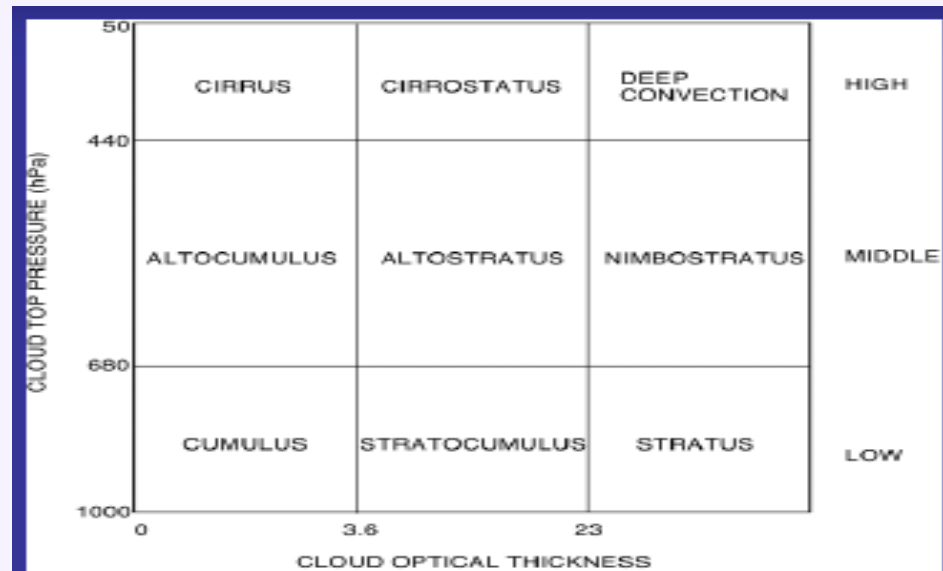 50
CIRRUS CIRROSTATUS DEEP CONVECTION HIGH
440
CLOUD TOP PRESSURE (hPa)
ALTOCUMULUS ALTOSTRATUS NIMBOSTRATUS MIDDLE
680
CUMULUS STRATOCUMULUS STRATUS LOW
1000
0 3.6 23
CLOUD OPTICAL THICKNESS